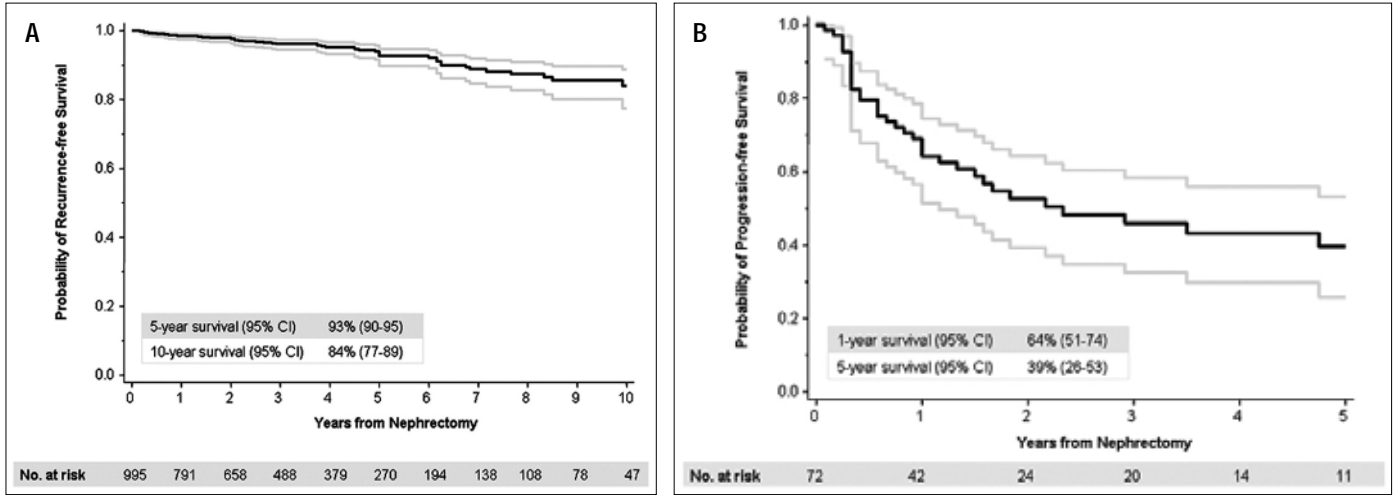 A
Probability of Recurrence-free Survival
1.0
0.8
0.6
0.4
0.2
0.0
5-year survival (95% CI) 93% (90-95)
10-year survival (95% CI) 84% (77-89)
0 1 2 3 4 5 6 7 8 9 10
Years from Nephrectomy
No. at risk 995 791 658 488 379 270 194 138 108 78 47
B
Probability of Progression-free Survival
1.0
0.8
0.6
0.4
0.2
0.0
1-year survival (95% CI) 64% (51-74)
5-year survival (95% CI) 39% (26-53)
0 1 2 3 4 5
Years from Nephrectomy
No. at risk 72 42 24 20 14 11